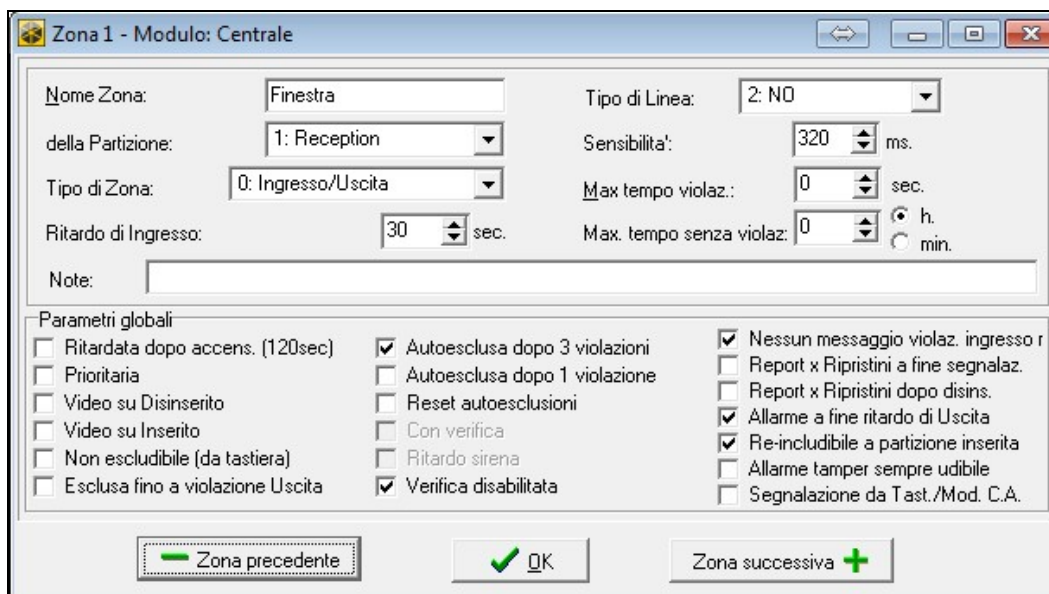 Zona 1 - Modulo: Centrale
Nome Zona: Finestra Tipo di Linea: 2: NO
della Partizione: 1: Reception Sensibilita': 320 ms.
Tipo di Zona: 0: Ingresso/Uscita Max tempo violaz.: 0 sec.
Ritardo di Ingresso: 30 sec. Max. tempo senza violaz: 0 h.
min.
Note:
Parametri globali
Ritardata dopo accens. (120sec) Autoesclusa dopo 3 violazioni Nessun messaggio violaz. ingresso r
Prioritaria Autoesclusa dopo 1 violazione Report x Ripristini a fine segnalaz.
Video su Disinserito Reset autoesclusioni Report x Ripristini dopo disins.
Video su Inserito Con verifica Allarme a fine ritardo di Uscita
Non escludibile (da tastiera) Ritardo sirena Re-includibile a partizione inserita
Esclusa fino a violazione Uscita Verifica disabilitata Allarme tamper sempre udibile
Segnalazione da Tast./Mod. C.A.
Zona precedente OK Zona successiva